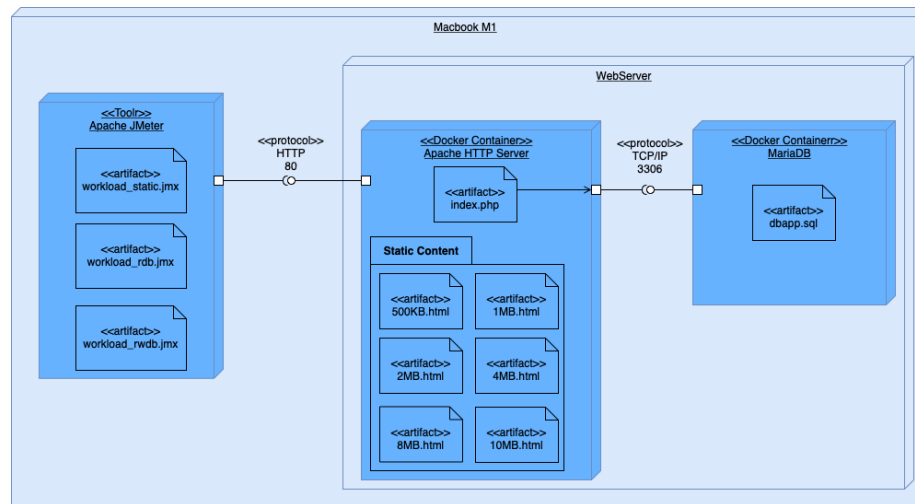 Macbook M1
WebServer
<<Toolr>>
Apache JMeter
<<artifact>>
workload_static.jmx
<<artifact>>
workload_rdb.jmx
<<artifact>>
workload_rwdb.jmx
<<protocol>>
HTTP
80
<<Docker Container>>
Apache HTTP Server
<<artifact>>
index.php
Static Content
<<artifact>>
500KB.html
<<artifact>>
1MB.html
<<artifact>>
2MB.html
<<artifact>>
4MB.html
<<artifact>>
8MB.html
<<artifact>>
10MB.html
<<protocol>>
TCP/IP
3306
<<Docker Containerr>>
MariaDB
<<artifact>>
dbapp.sql